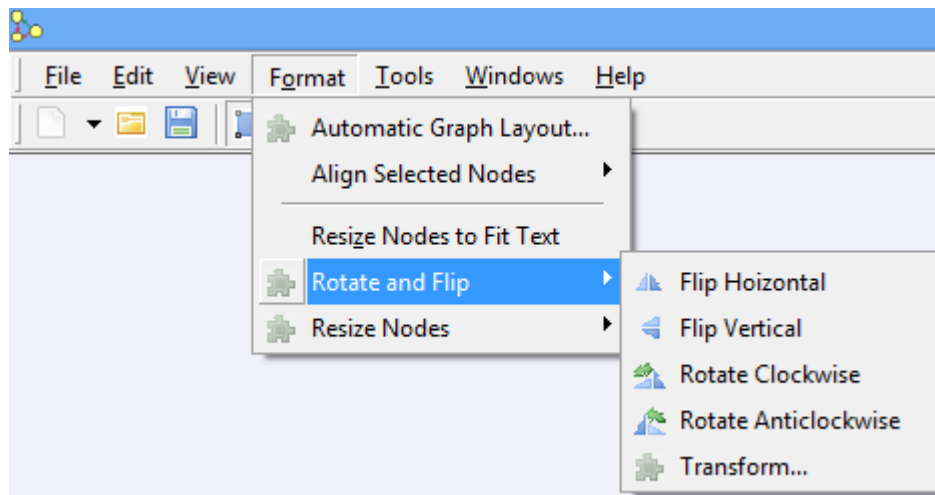 File Edit View Format Tools Windows Help
Automatic Graph Layout...
Align Selected Nodes
Resize Nodes to Fit Text
Rotate and Flip
Resize Nodes
Flip Hoizontal
Flip Vertical
Rotate Clockwise
Rotate Anticlockwise
Transform...